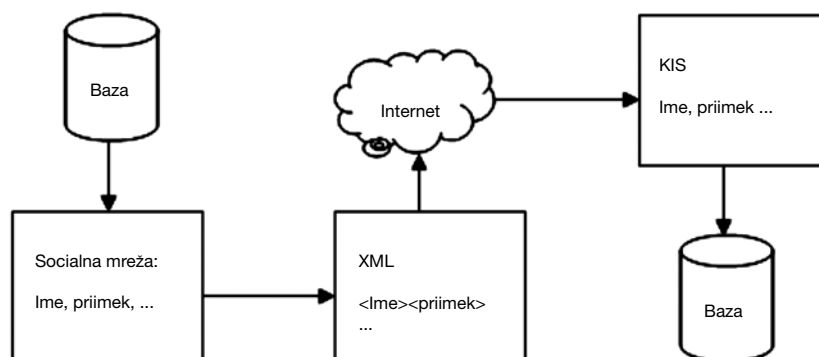 Baza
Socialna mreža:
Ime, priimek, ...
XML
<Ime><priimek>
...
Internet
KIS
Ime, priimek ...
Baza